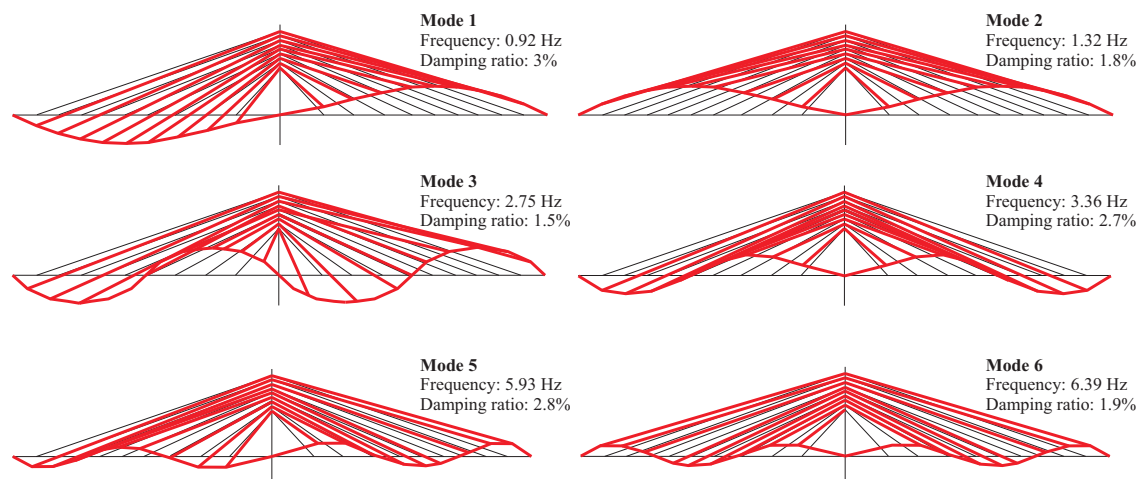 Mode 1
Frequency: 0.92 Hz
Damping ratio: 3%
Mode 2
Frequency: 1.32 Hz
Damping ratio: 1.8%
Mode 3
Frequency: 2.75 Hz
Damping ratio: 1.5%
Mode 4
Frequency: 3.36 Hz
Damping ratio: 2.7%
Mode 5
Frequency: 5.93 Hz
Damping ratio: 2.8%
Mode 6
Frequency: 6.39 Hz
Damping ratio: 1.9%